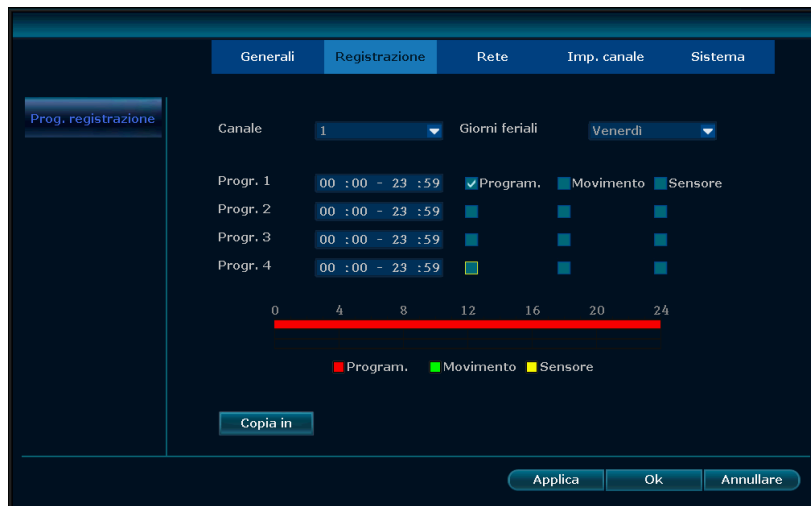 Generali Registrazione Rete Imp. canale Sistema
Prog. registrazione
Canale 1 Giorni feriali Venerdì
Progr. 1 00 :00 - 23 :59 Program. Movimento Sensore
Progr. 2 00 :00 - 23 :59
Progr. 3 00 :00 - 23 :59
Progr. 4 00 :00 - 23 :59
0 4 8 12 16 20 24
Program. Movimento Sensore
Copia in
Applica Ok Annullare